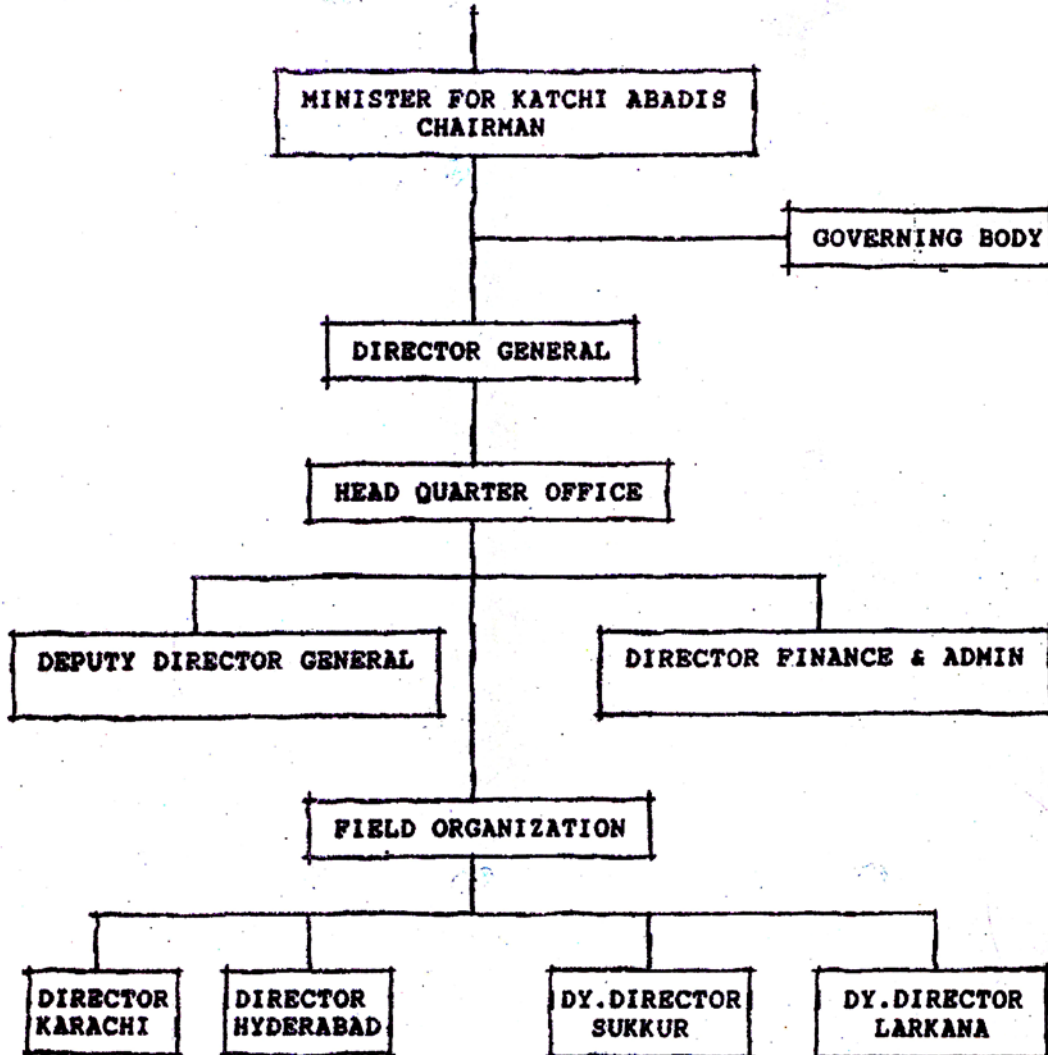 MINISTER FOR KATCHI ABADIS
CHAIRMAN
GOVERNING BODY
DIRECTOR GENERAL
HEAD QUARTER OFFICE
DEPUTY DIRECTOR GENERAL
DIRECTOR FINANCE & ADMIN
FIELD ORGANIZATION
DIRECTOR
KARACHI
DIRECTOR
HYDERABAD
DY.DIRECTOR
SUKKUR
DY.DIRECTOR
LARKANA